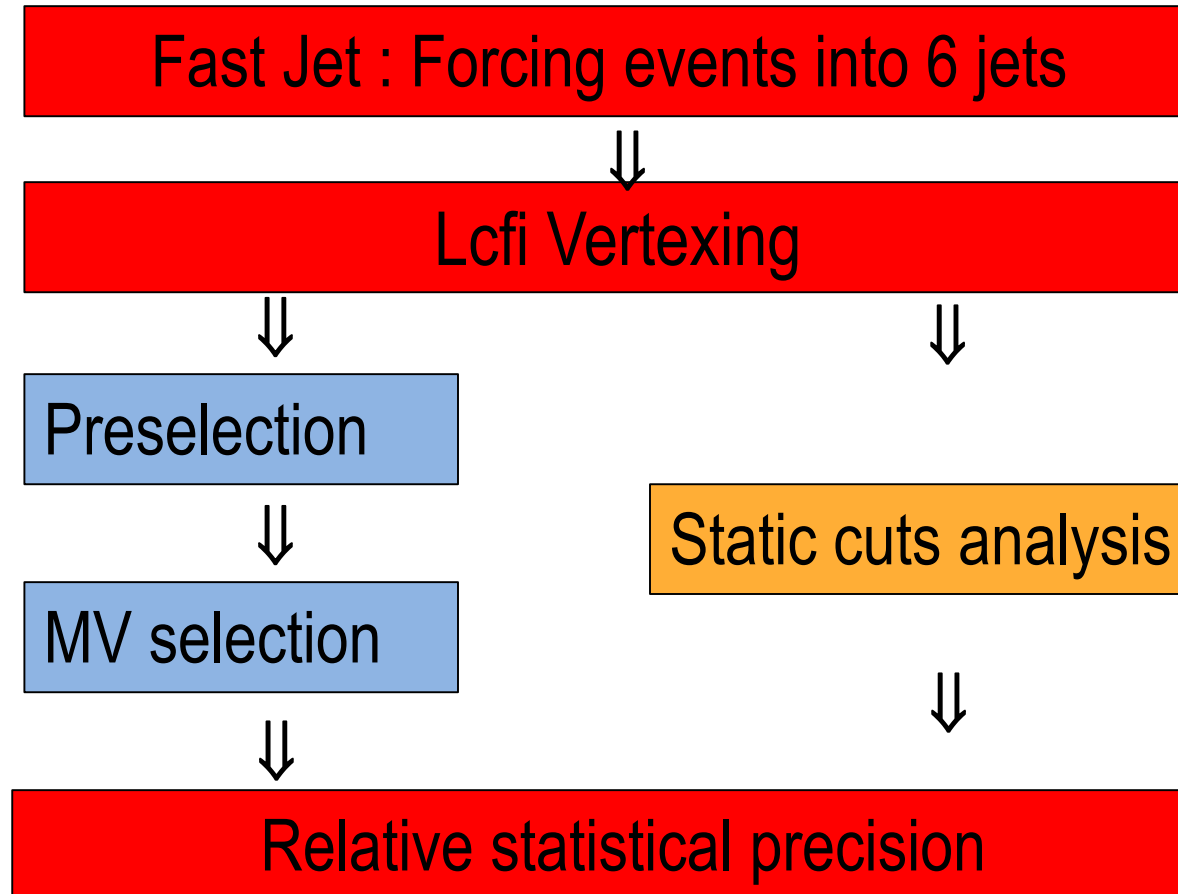 Fast Jet : Forcing events into 6 jets
⇓
Lcfi Vertexing
⇓ ⇓
Preselection
⇓
Static cuts analysis
MV selection
⇓ ⇓
Relative statistical precision